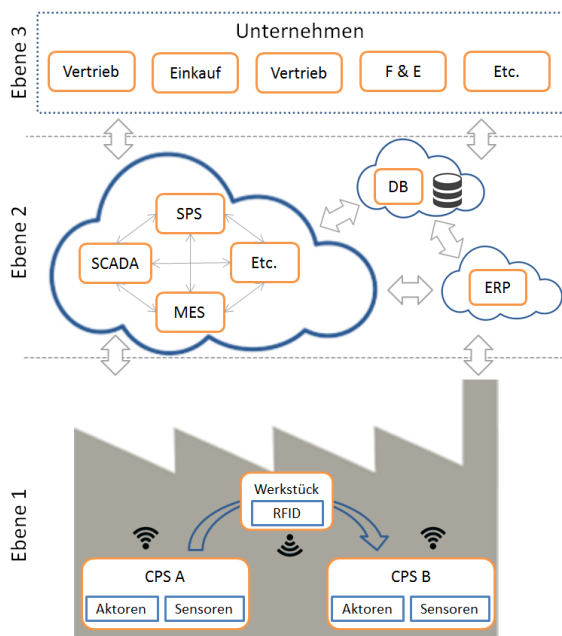 Ebene 3
Unternehmen
Vertrieb
Einkauf
Vertrieb
F & E
Etc.
Ebene 2
SPS
SCADA
Etc.
MES
DB
ERP
Ebene 1
Werkstück
RFID
CPS A
Aktoren
Sensoren
CPS B
Aktoren
Sensoren